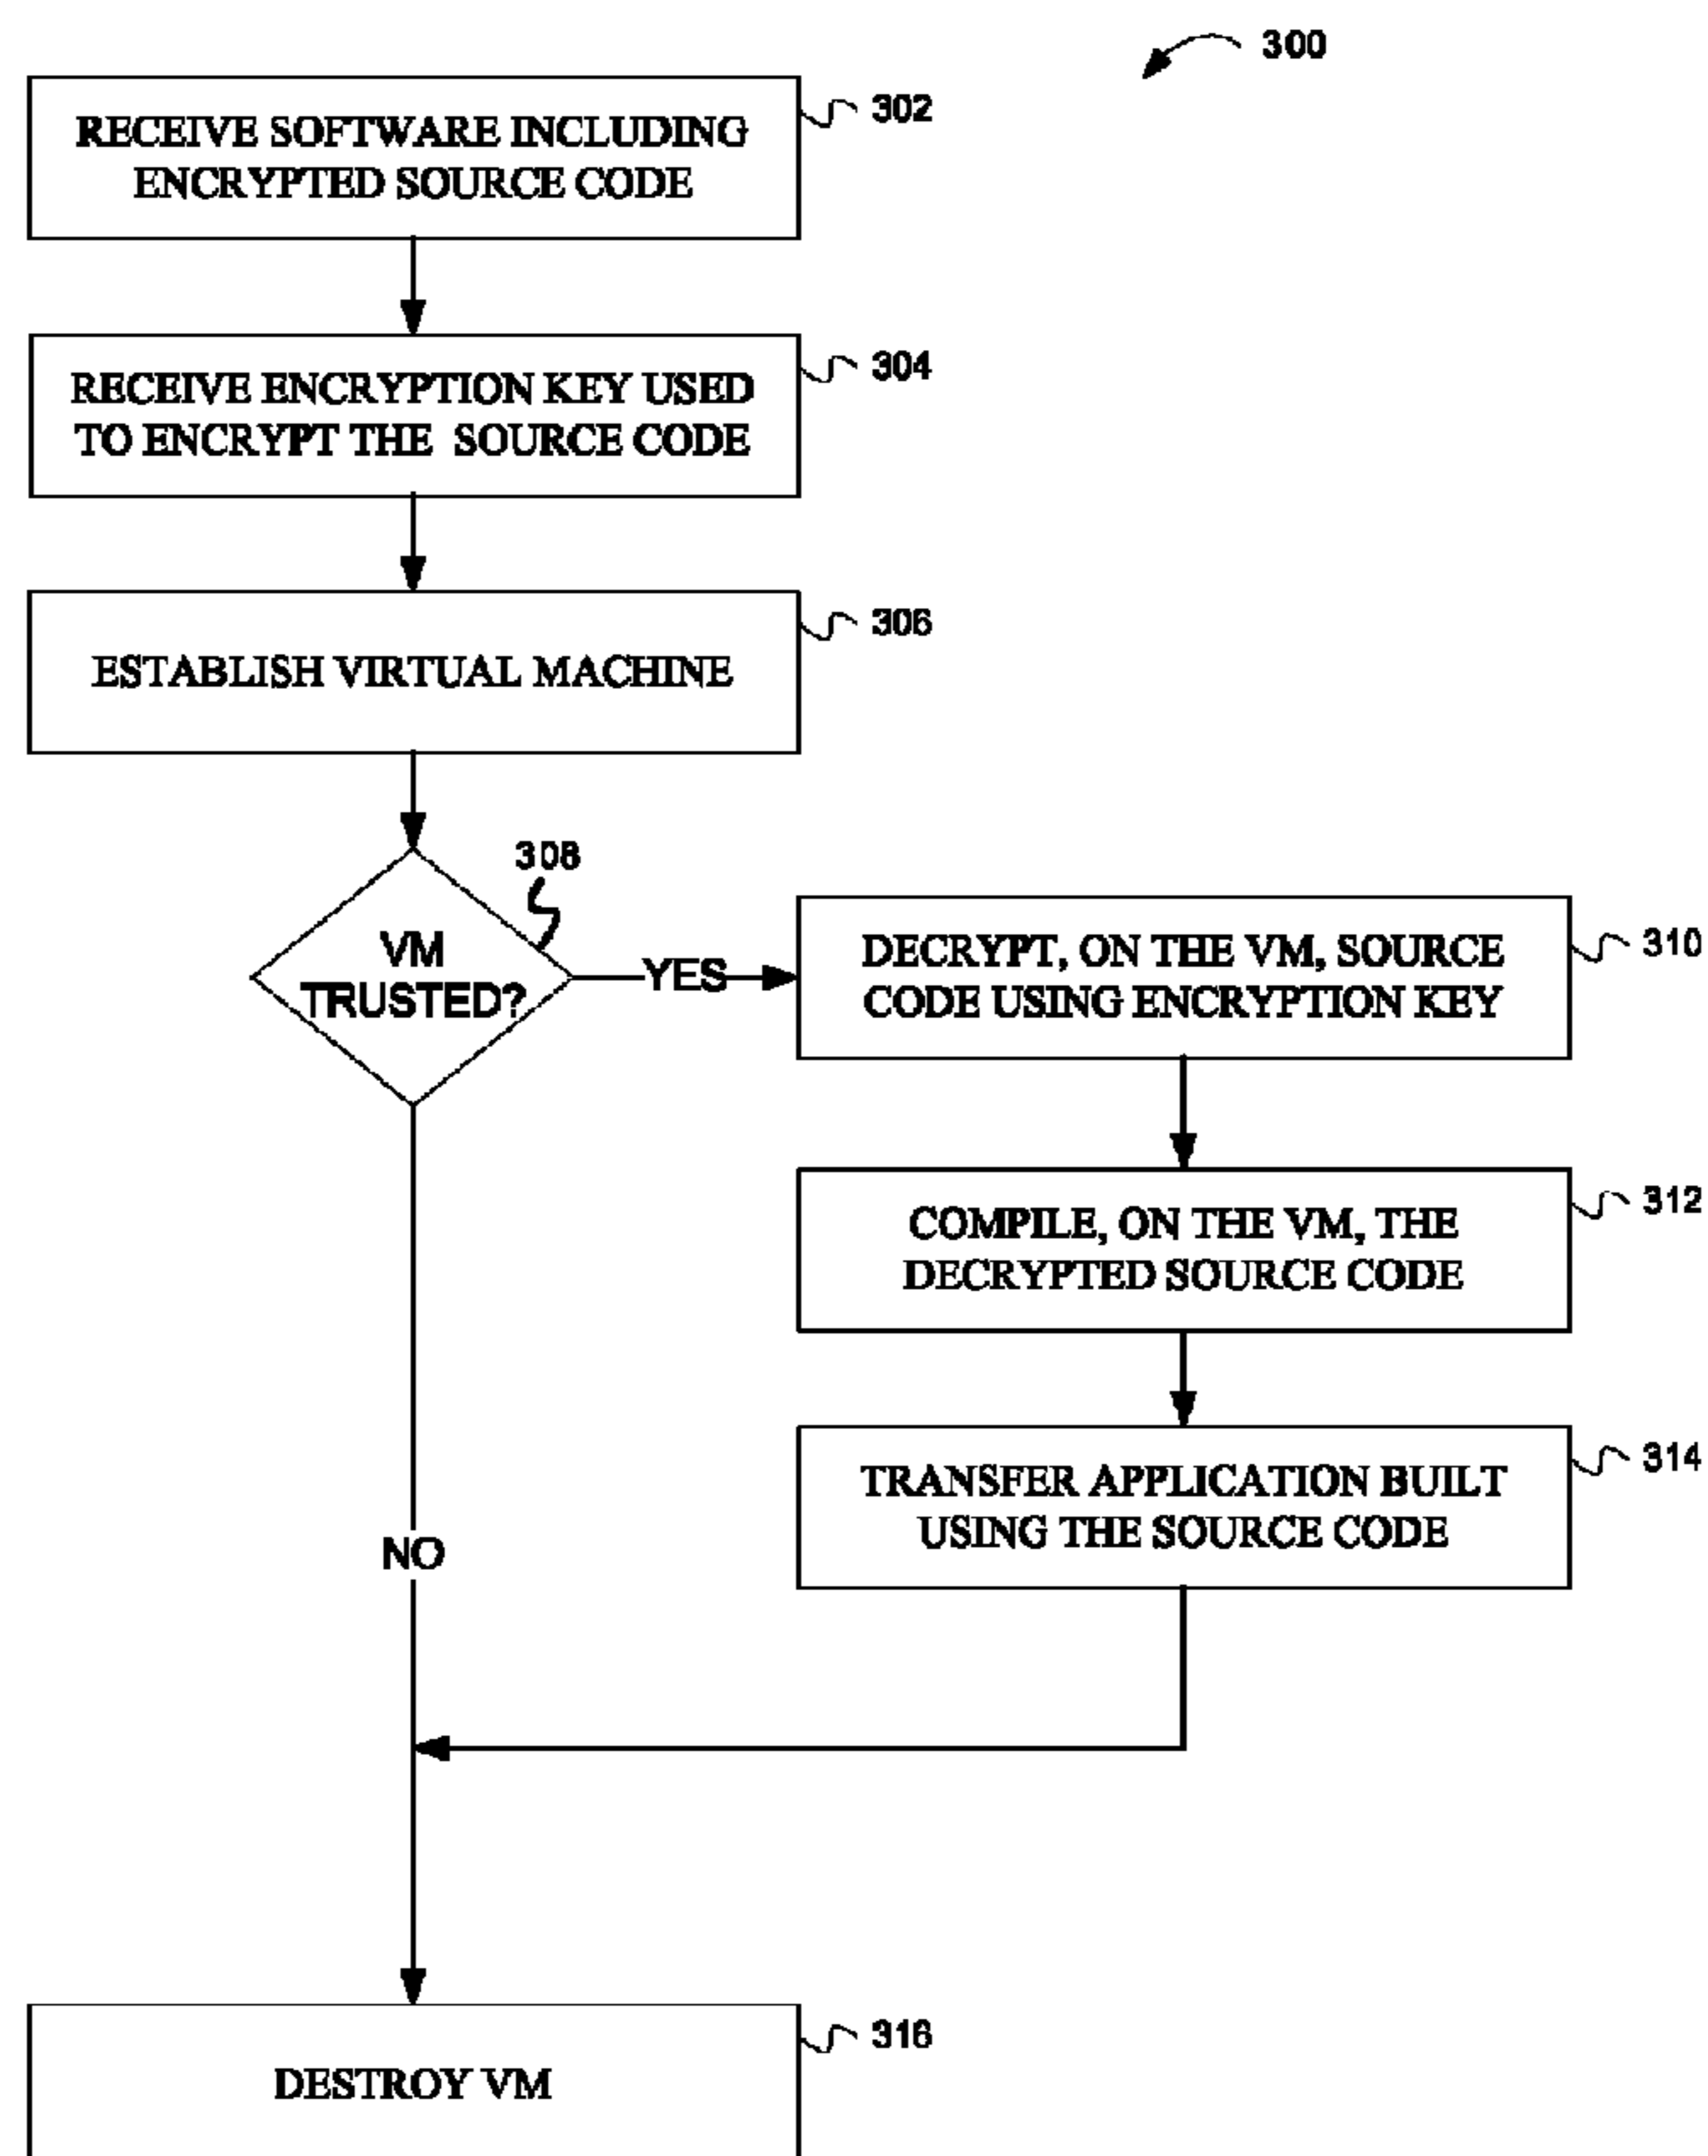 300
RECEIVE SOFTWARE INCLUDING
ENCRYPTED SOURCE CODE
302
RECEIVE ENCRYPTION KEY USED
TO ENCRYPT THE SOURCE CODE
304
ESTABLISH VIRTUAL MACHINE
306
308
VM
TRUSTED?
YES
DECRYPT, ON THE VM, SOURCE
CODE USING ENCRYPTION KEY
310
COMPILE, ON THE VM, THE
DECRYPTED SOURCE CODE
312
TRANSFER APPLICATION BUILT
USING THE SOURCE CODE
314
NO
DESTROY VM
316